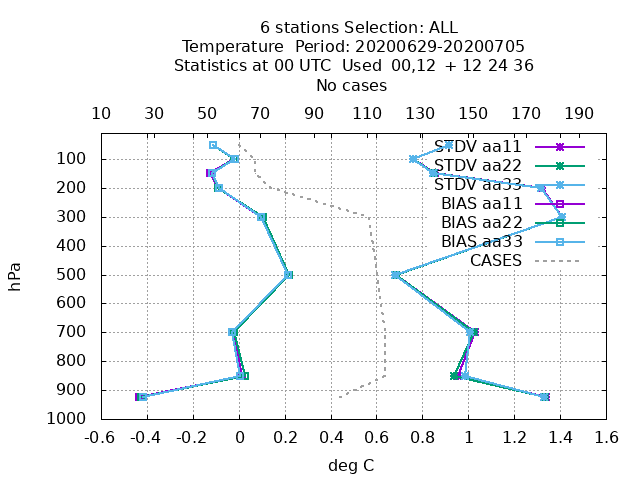 6 stations Selection: ALL
Temperature  Period: 20200629-20200705
Statistics at 00 UTC  Used  00,12  + 12 24 36
No cases
10 30 50 70 90 110 130 150 170 190
STDV aa11
STDV aa22
STDV aa33
BIAS aa11
BIAS aa22
BIAS aa33
CASES
hPa
100
200
300
400
500
600
700
800
900
1000
-0.6 -0.4 -0.2 0 0.2 0.4 0.6 0.8 1 1.2 1.4 1.6
deg C